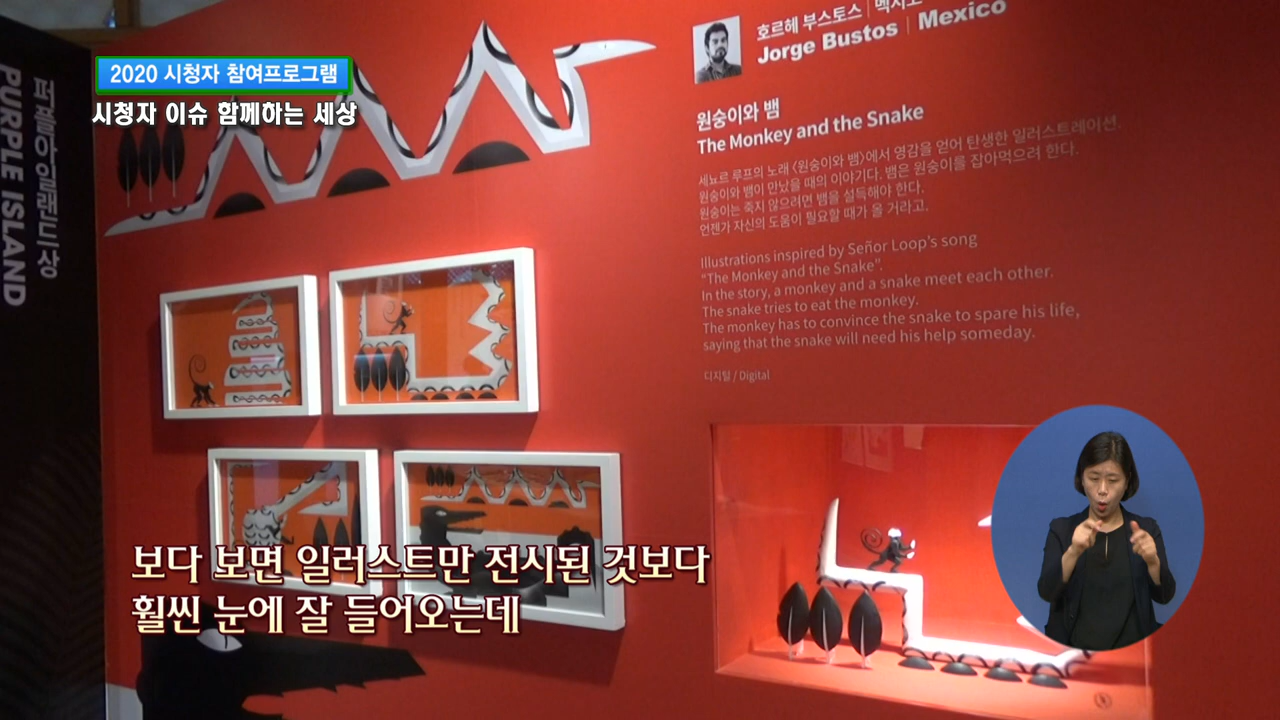 2020 시청자 참여프로그램
시청자 이슈 함께하는 세상
퍼플아일랜드상
PURPLE ISLAND
호르헤 부스토스 | 멕시코
Jorge Bustos | Mexico
원숭이와 뱀
The Monkey and the Snake
세뇨르 루프의 노래 <원숭이와 뱀>에서 영감을 얻어 탄생한 일러스트레이션.
원숭이와 뱀이 만났을 때의 이야기다. 뱀은 원숭이를 잡아먹으려 한다.
원숭이는 죽지 않으려면 뱀을 설득해야 한다.
언젠가 자신의 도움이 필요할 때가 올 거라고.
Illustrations inspired by Señor Loop's song
"The Monkey and the Snake".
In the story, a monkey and a snake meet each other.
The snake tries to eat the monkey.
The monkey has to convince the snake to spare his life,
saying that the snake will need his help someday.
디지털 / Digital
보다 보면 일러스트만 전시된 것보다
훨씬 눈에 잘 들어오는데